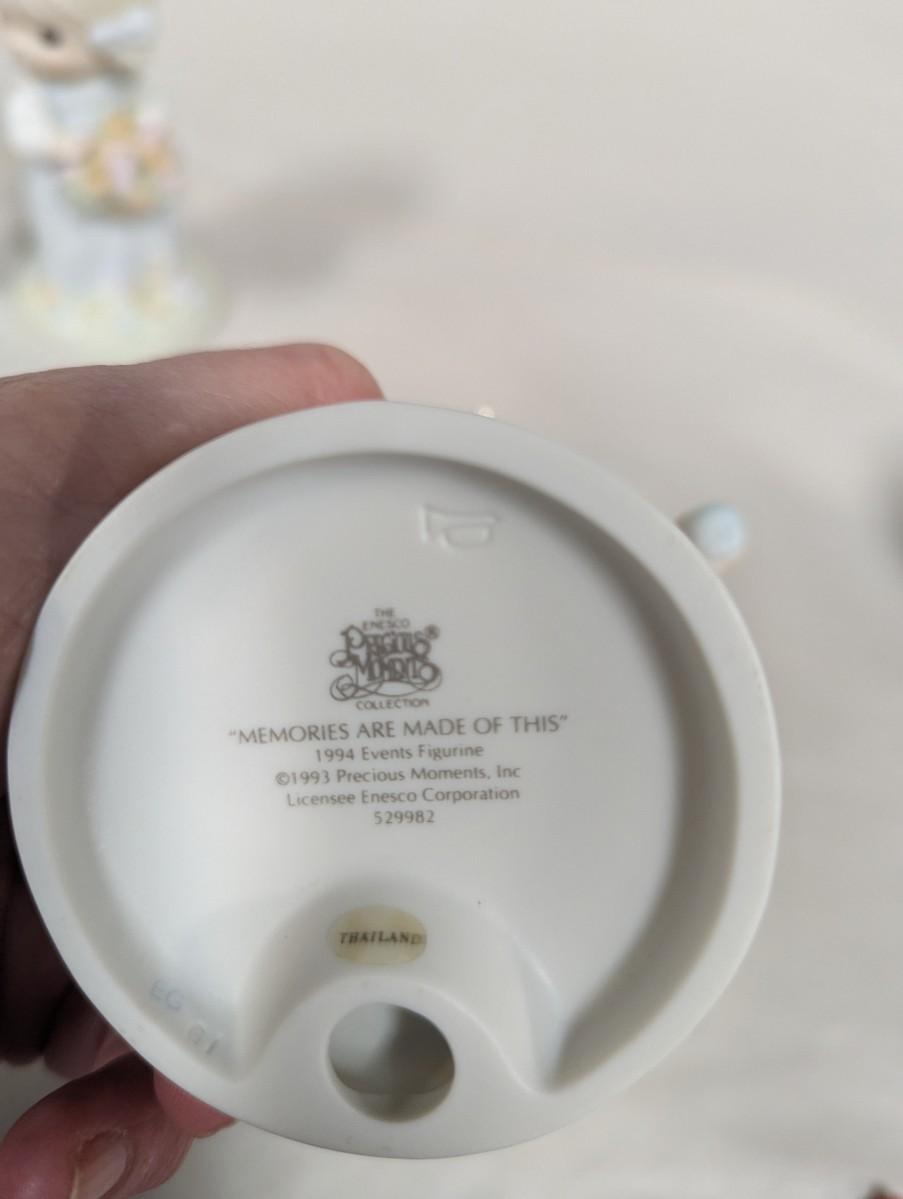 THE
ENESCO
PRECIOUS®
MOMENTS
COLLECTION
"MEMORIES ARE MADE OF THIS"
1994 Events Figurine
©1993 Precious Moments, Inc
Licensee Enesco Corporation
529982
THAILAND
EG